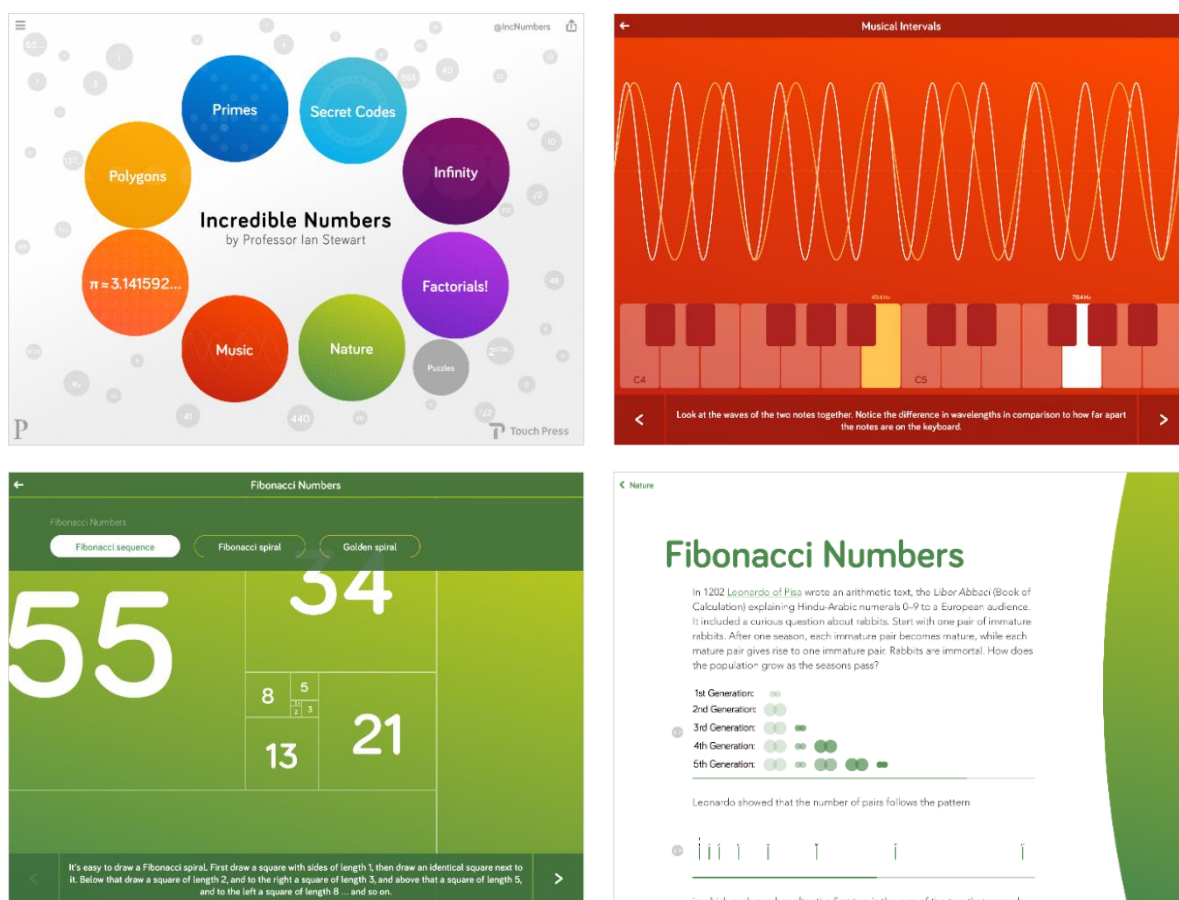 @IncNumbers
Primes
Secret Codes
Polygons
Infinity
Incredible Numbers
by Professor Ian Stewart
π ≈ 3.141592...
Factorials!
Music
Nature
Puzzles
561
40
10
41
440
P
Touch Press
Musical Intervals
494Hz
784Hz
C4
C5
Look at the waves of the two notes together. Notice the difference in wavelengths in comparison to how far apart
the notes are on the keyboard.
Fibonacci Numbers
Fibonacci Numbers
Fibonacci sequence
Fibonacci spiral
Golden spiral
55
34
8
5
2
3
13
21
It's easy to draw a Fibonacci spiral. First draw a square with sides of length 1, then draw an identical square next to
it. Below that draw a square of length 2, and to the right a square of length 3, and above that a square of length 5,
and to the left a square of length 8 ... and so on.
Nature
Fibonacci Numbers
In 1202 Leonardo of Pisa wrote an arithmetic text, the Liber Abbaci (Book of
Calculation) explaining Hindu-Arabic numerals 0–9 to a European audience.
It included a curious question about rabbits. Start with one pair of immature
rabbits. After one season, each immature pair becomes mature, while each
mature pair gives rise to one immature pair. Rabbits are immortal. How does
the population grow as the seasons pass?
1st Generation:
2nd Generation:
3rd Generation:
4th Generation:
5th Generation:
Leonardo showed that the number of pairs follows the pattern